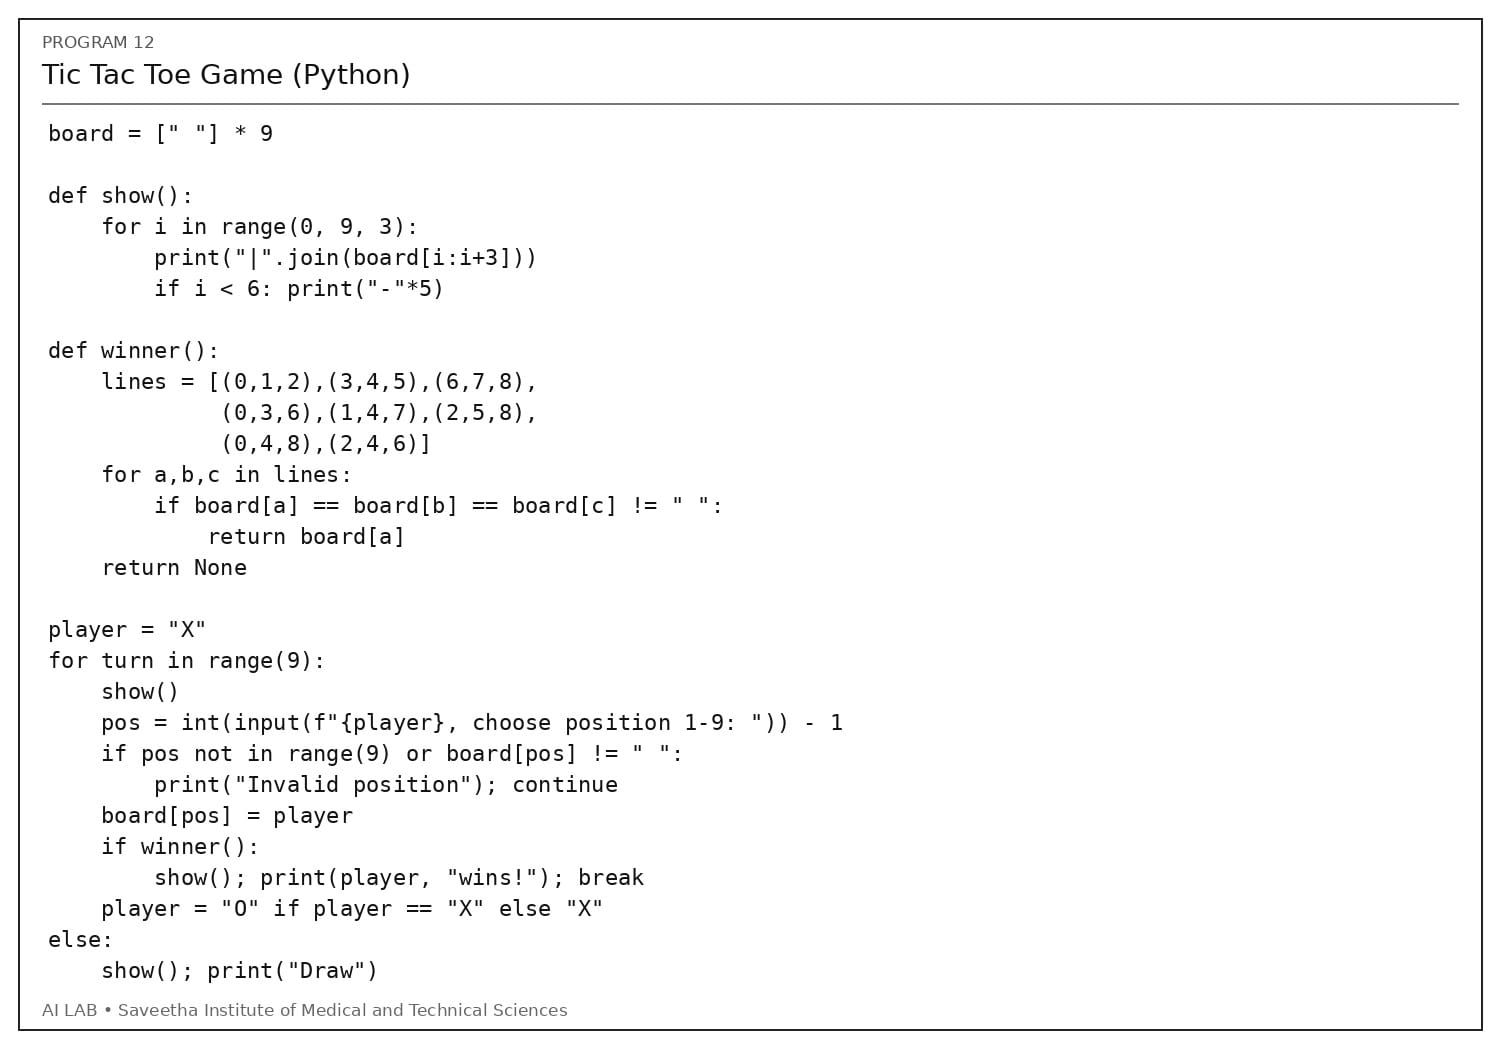 PROGRAM 12
Tic Tac Toe Game (Python)
board = [" "] * 9

def show():
    for i in range(0, 9, 3):
        print("|".join(board[i:i+3]))
        if i < 6: print("-"*5)

def winner():
    lines = [(0,1,2),(3,4,5),(6,7,8),
             (0,3,6),(1,4,7),(2,5,8),
             (0,4,8),(2,4,6)]
    for a,b,c in lines:
        if board[a] == board[b] == board[c] != " ":
            return board[a]
    return None

player = "X"
for turn in range(9):
    show()
    pos = int(input(f"{player}, choose position 1-9: ")) - 1
    if pos not in range(9) or board[pos] != " ":
        print("Invalid position"); continue
    board[pos] = player
    if winner():
        show(); print(player, "wins!"); break
    player = "O" if player == "X" else "X"
else:
    show(); print("Draw")
AI LAB • Saveetha Institute of Medical and Technical Sciences